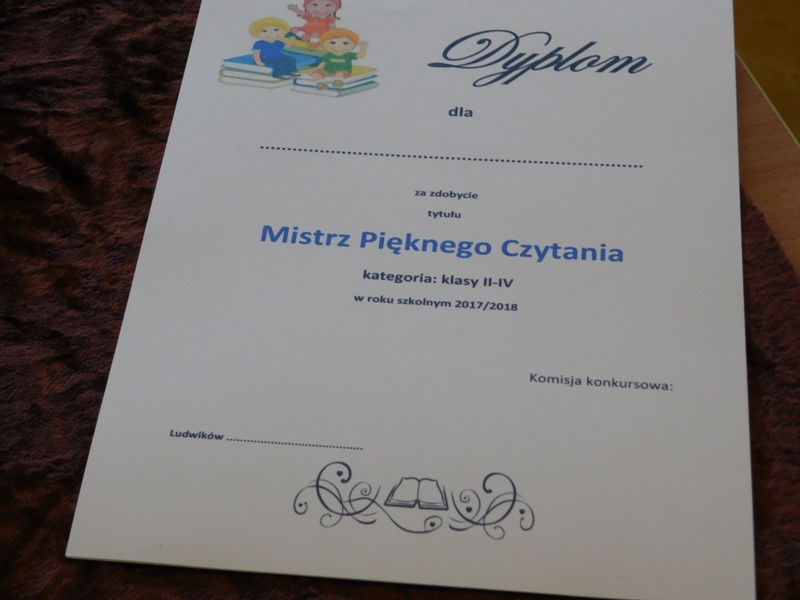 Dyplom
dla
................................................................
za zdobycie
tytułu
Mistrz Pięknego Czytania
kategoria: klasy II-IV
w roku szkolnym 2017/2018
Komisja konkursowa:
Ludwików ........................................